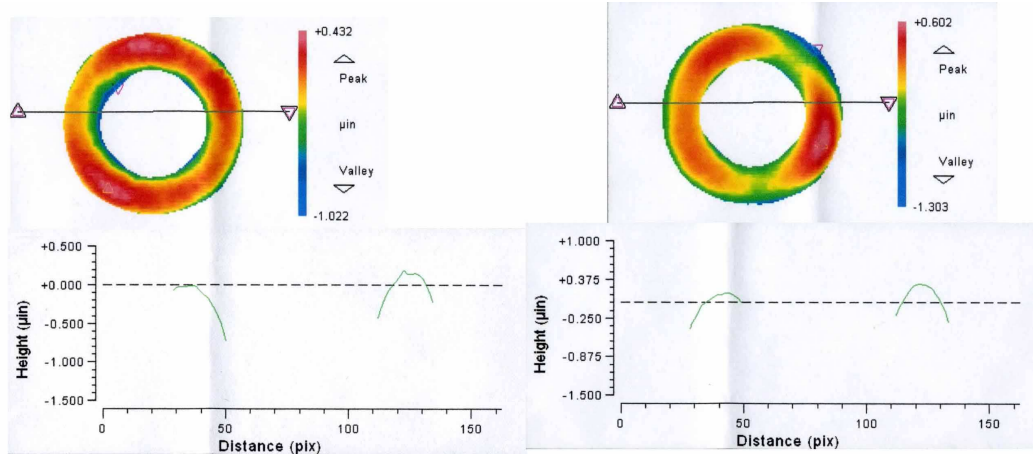 +0.432
Peak
µin
Valley
-1.022
+0.602
Peak
µin
Valley
-1.303
+0.500
+0.000
-0.500
-1.000
-1.500
Height (µin)
0
50
100
150
Distance (pix)
+1.000
+0.375
-0.250
-0.875
-1.500
Height (µin)
0
50
100
150
Distance (pix)